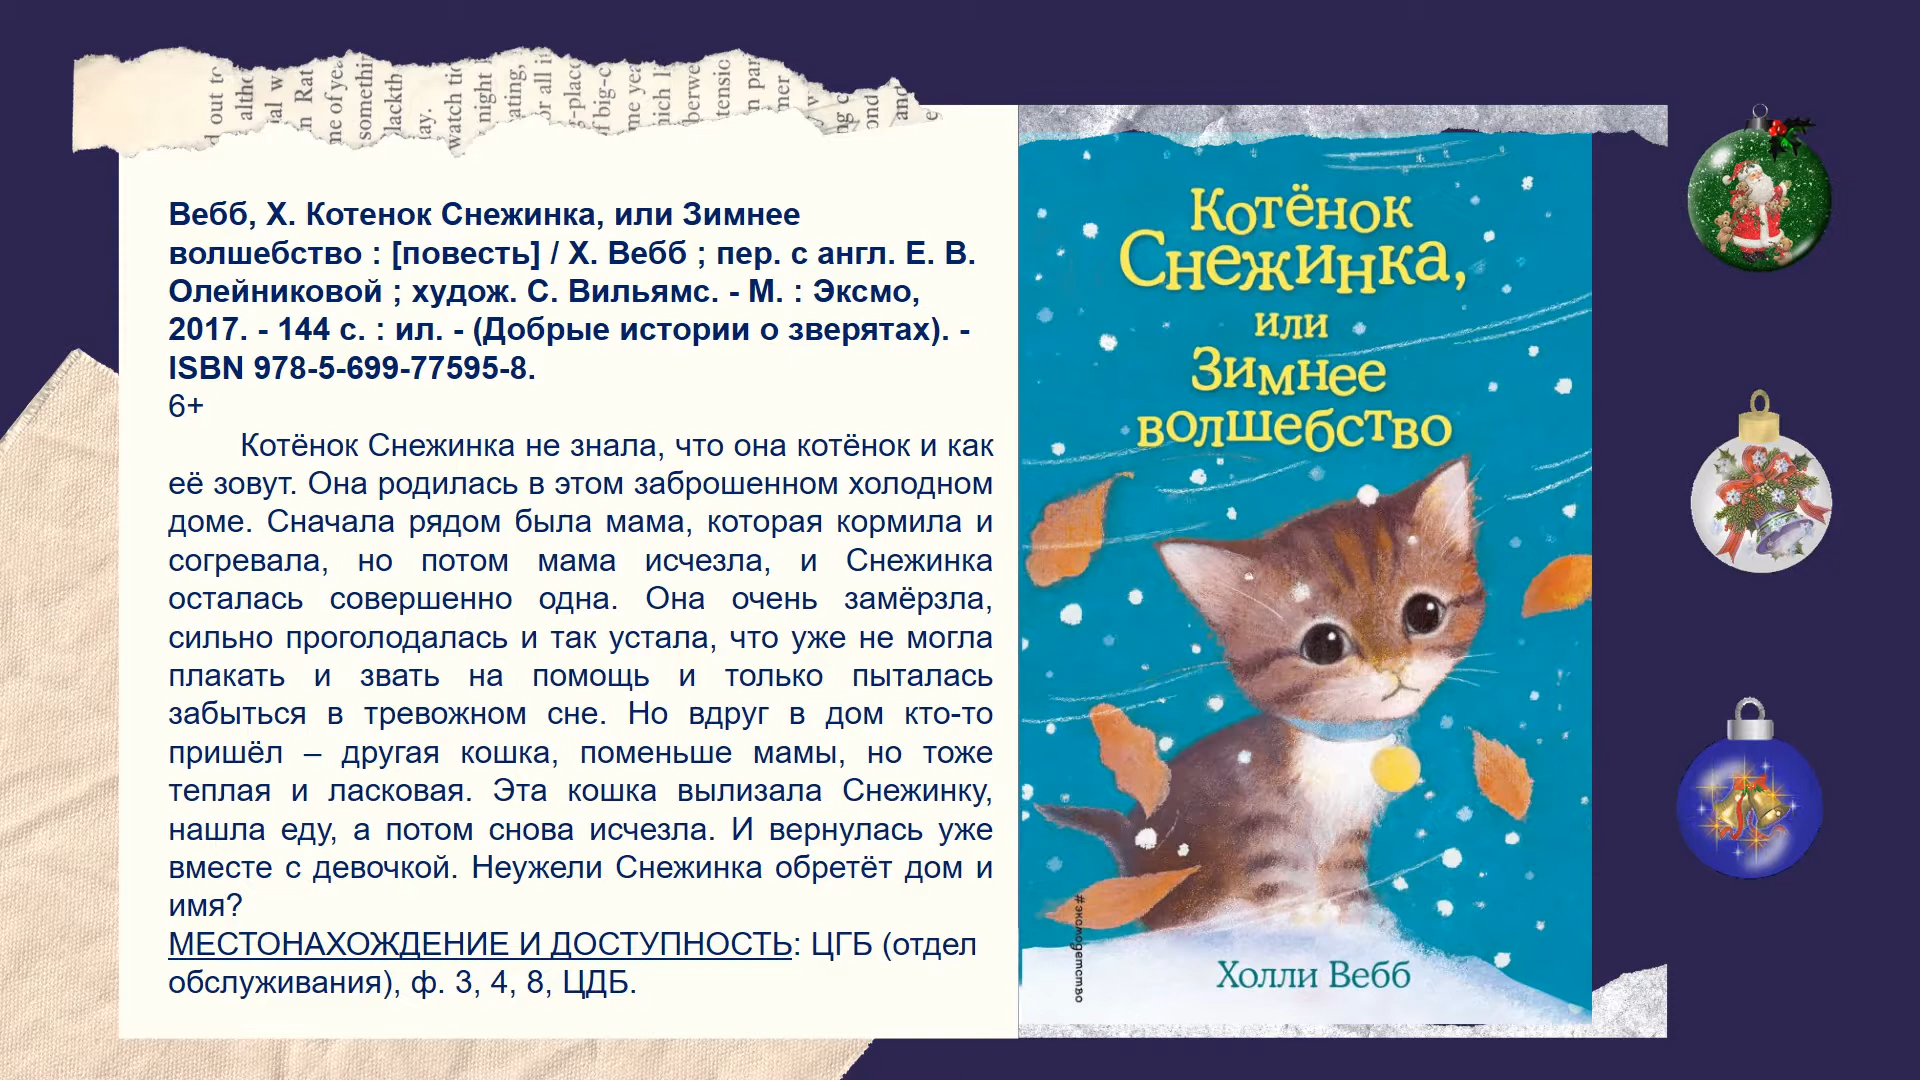 Вебб, Х. Котенок Снежинка, или Зимнее
волшебство : [повесть] / Х. Вебб ; пер. с англ. Е. В.
Олейниковой ; худож. С. Вильямс. - М. : Эксмо,
2017. - 144 с. : ил. - (Добрые истории о зверятах). -
ISBN 978-5-699-77595-8.
6+
Котёнок Снежинка не знала, что она котёнок и как
её зовут. Она родилась в этом заброшенном холодном
доме. Сначала рядом была мама, которая кормила и
согревала, но потом мама исчезла, и Снежинка
осталась совершенно одна. Она очень замёрзла,
сильно проголодалась и так устала, что уже не могла
плакать и звать на помощь и только пыталась
забыться в тревожном сне. Но вдруг в дом кто-то
пришёл – другая кошка, поменьше мамы, но тоже
теплая и ласковая. Эта кошка вылизала Снежинку,
нашла еду, а потом снова исчезла. И вернулась уже
вместе с девочкой. Неужели Снежинка обретёт дом и
имя?
МЕСТОНАХОЖДЕНИЕ И ДОСТУПНОСТЬ: ЦГБ (отдел
обслуживания), ф. 3, 4, 8, ЦДБ.
Котёнок
Снежинка,
или
Зимнее
волшебство
#эксмодетство
Холли Вебб